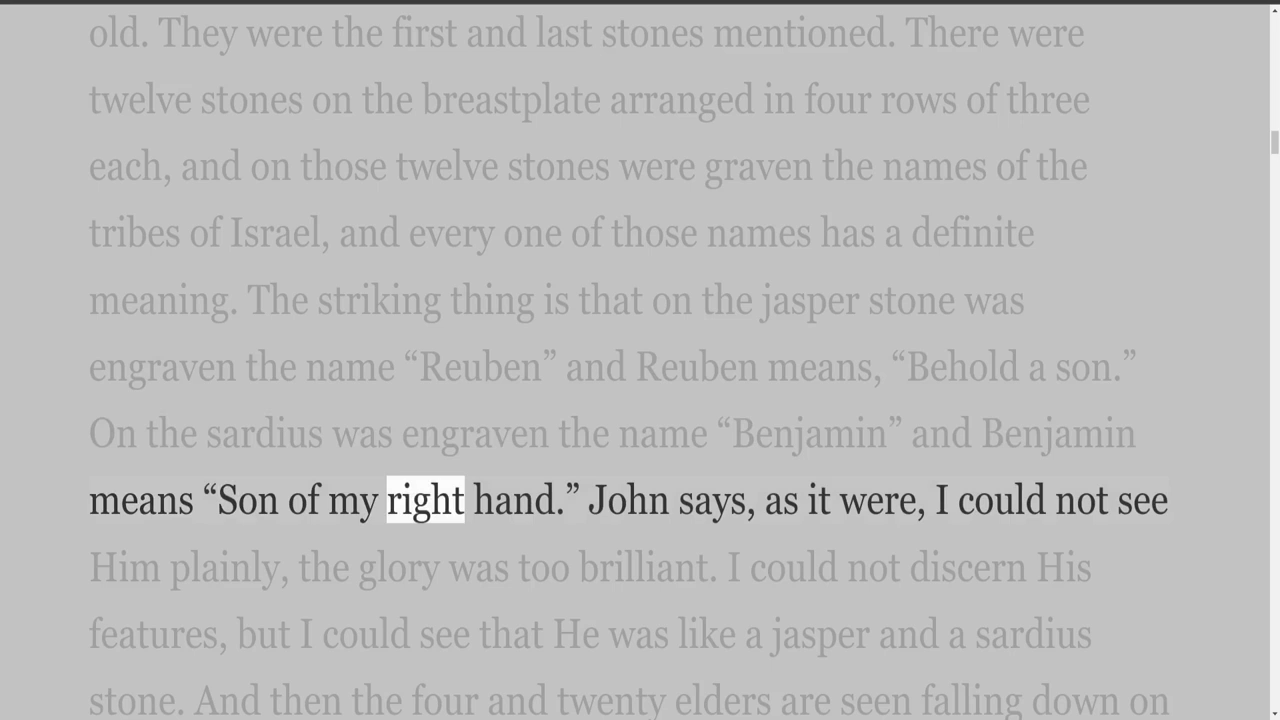 old. They were the first and last stones mentioned. There were
twelve stones on the breastplate arranged in four rows of three
each, and on those twelve stones were graven the names of the
tribes of Israel, and every one of those names has a definite
meaning. The striking thing is that on the jasper stone was
engraven the name “Reuben” and Reuben means, “Behold a son.”
On the sardius was engraven the name “Benjamin” and Benjamin
means “Son of my right hand.” John says, as it were, I could not see
Him plainly, the glory was too brilliant. I could not discern His
features, but I could see that He was like a jasper and a sardius
stone. And then the four and twenty elders are seen falling down on